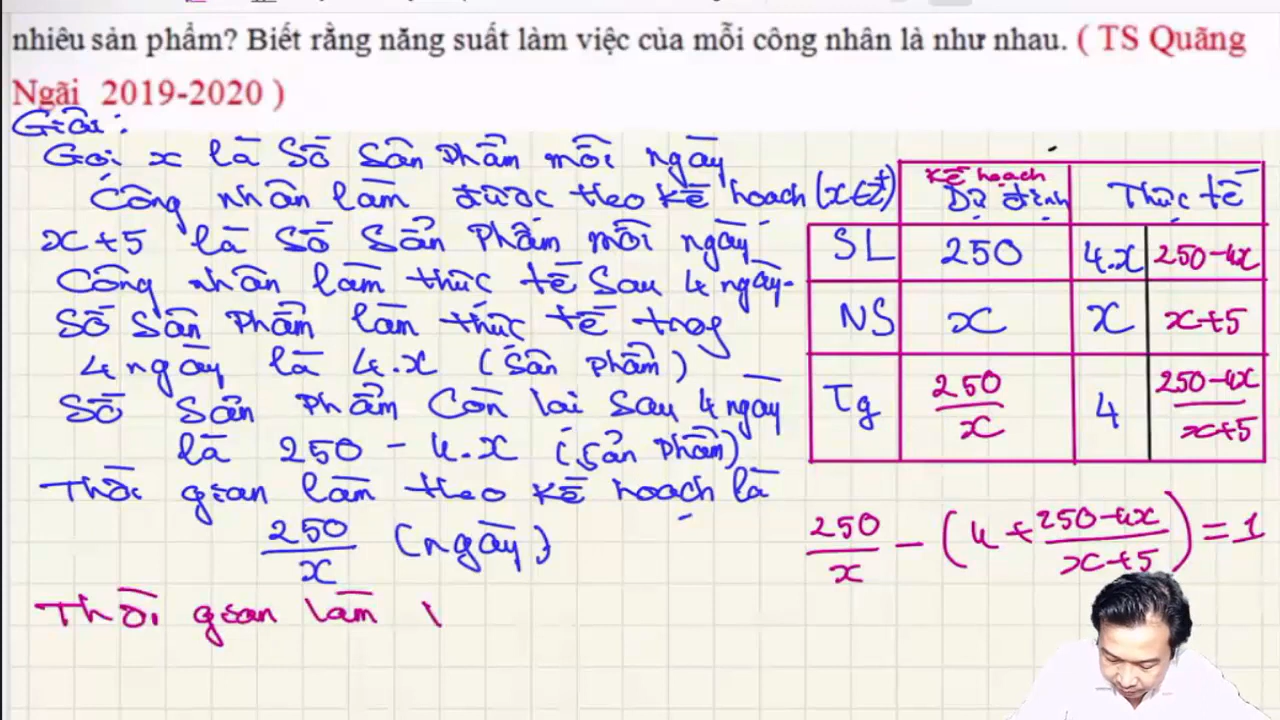 nhiêu sản phẩm? Biết rằng năng suất làm việc của mỗi công nhân là như nhau. ( TS Quãng
Ngãi 2019-2020 )
Giải:
Gọi x là số sản phẩm mỗi ngày
Công nhân làm được theo kế hoạch (x∈Z⁺)
x+5 là số sản phẩm mỗi ngày
Công nhân làm thức tế sau 4 ngày.
Số sản phẩm làm thức tế trog
4 ngày là 4.x (sản phẩm)
Số sản phẩm còn lại sau 4 ngày
là 250 - 4.x (sản phẩm)
Thời gian làm theo kế hoạch là
250/x (ngày)
Thời gian làm
Kế hoạch
Dự định Thực tế
SL 250 4.x 250-4x
NS x x x+5
Tg 250/x 4 250-4x/x+5
250/x - (4 + 250-4x/x+5) = 1